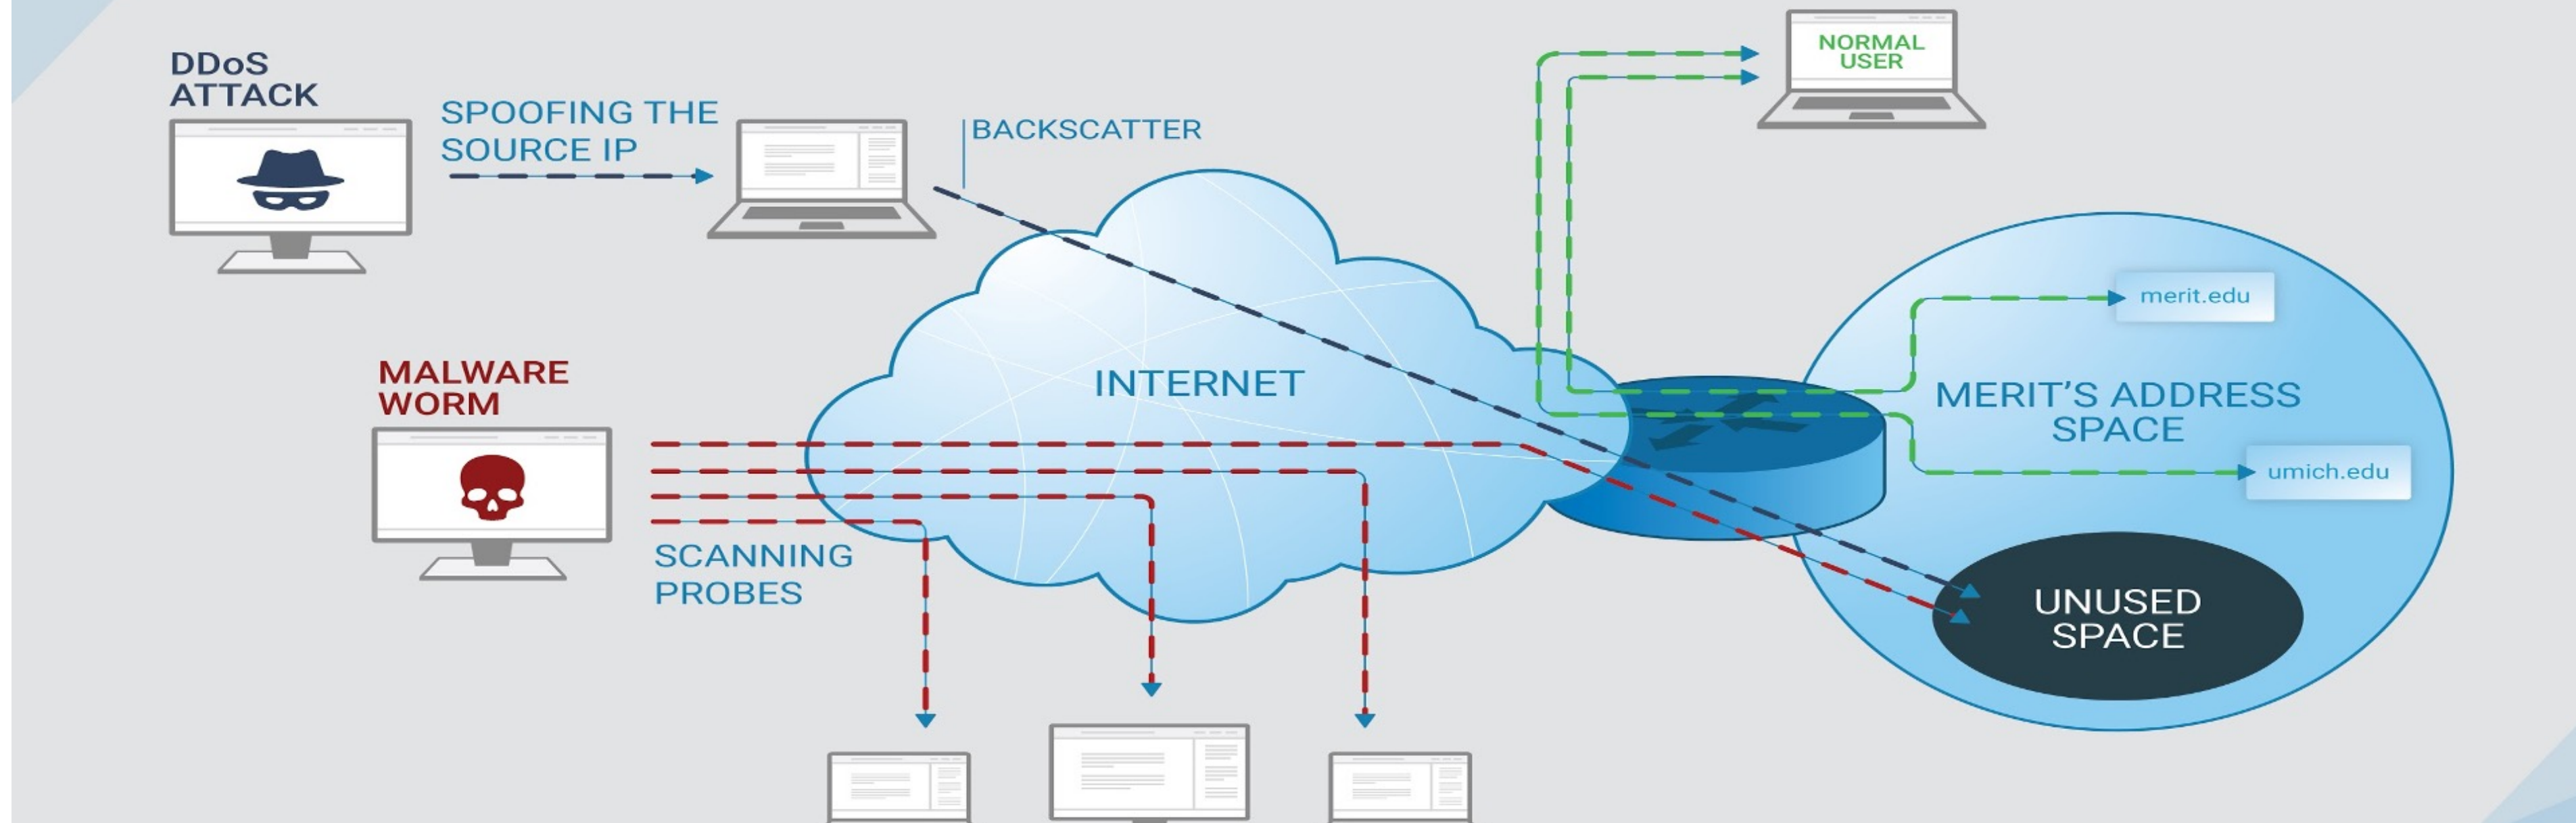 DDoS
ATTACK
SPOOFING THE
SOURCE IP
BACKSCATTER
NORMAL
USER
MALWARE
WORM
SCANNING
PROBES
INTERNET
merit.edu
MERIT'S ADDRESS
SPACE
umich.edu
UNUSED
SPACE